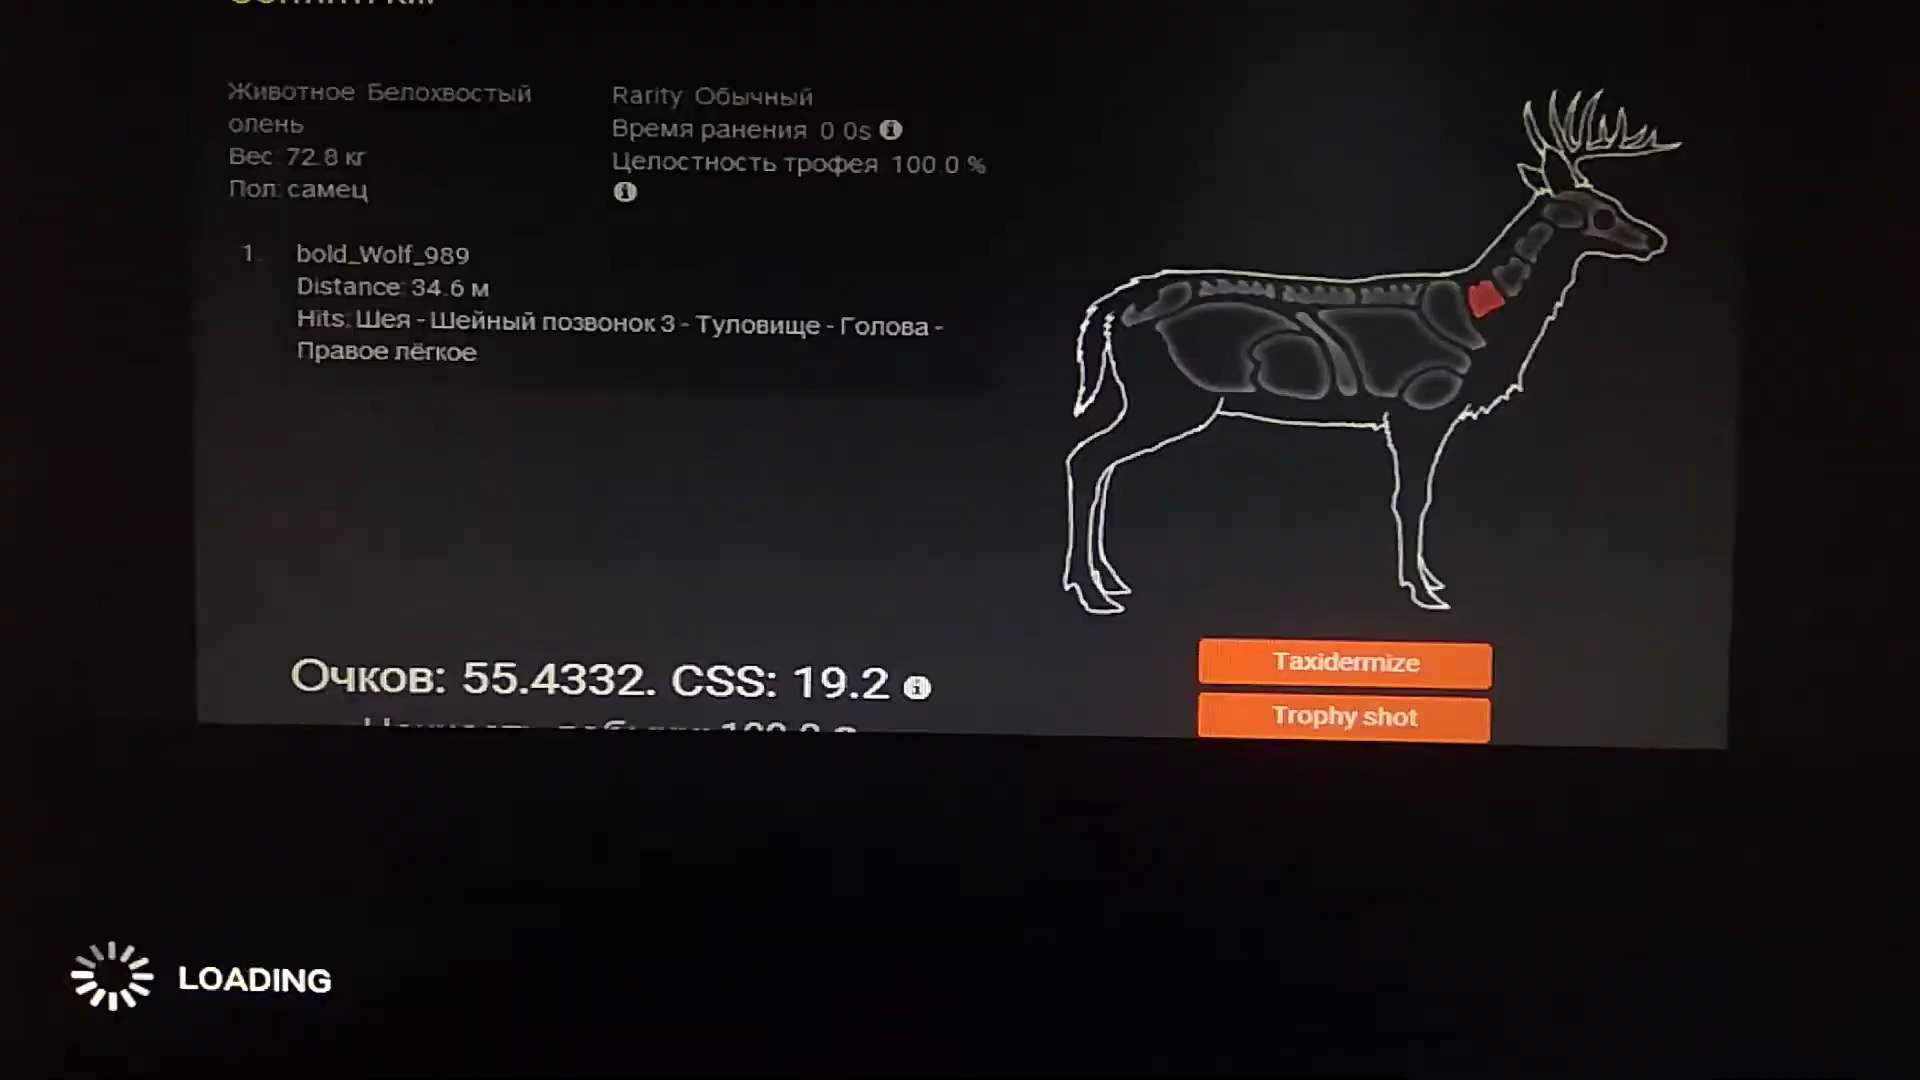 Животное Белохвостый
олень
Вес 72.8 кг
Пол: самец
Rarity Обычный
Время ранения 0.0s
Целостность трофея 100.0 %
1. bold_Wolf_989
Distance: 34.6 м
Hits: Шея - Шейный позвонок 3 - Туловище - Голова -
Правое лёгкое
Очков: 55.4332. CSS: 19.2
Taxidermize
Trophy shot
LOADING